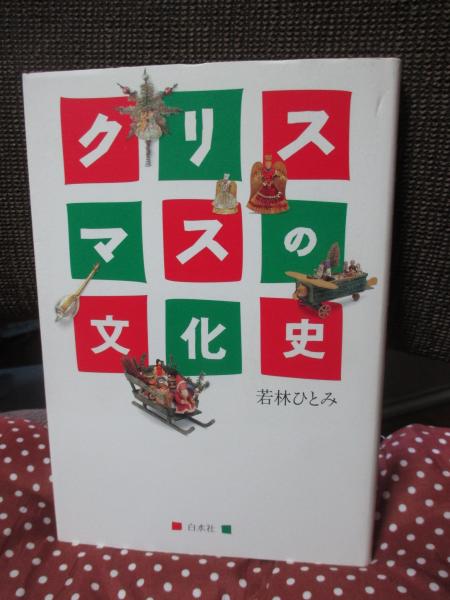 クリス
マスの
文化史
若林ひとみ
白水社